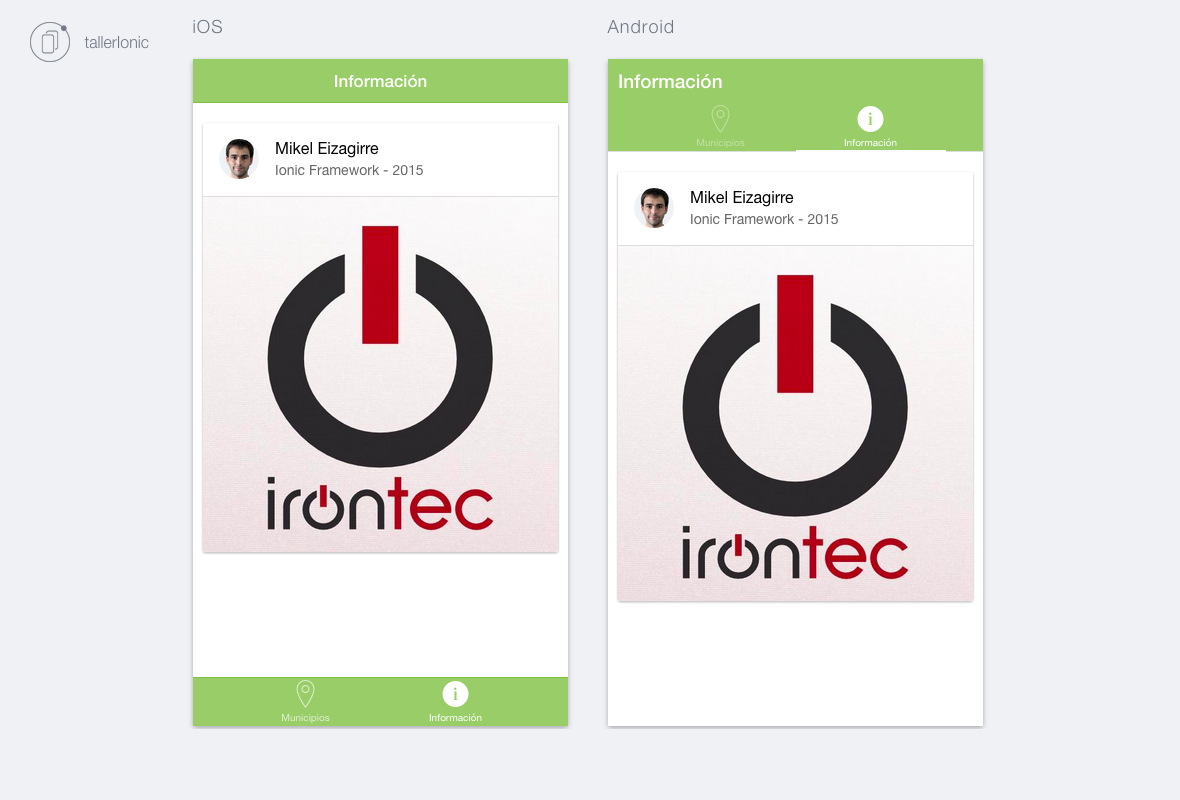 tallerIonic
iOS
Información
Mikel Eizagirre
Ionic Framework - 2015
irontec
Municipios
i
Información
Android
Información
Municipios
i
Información
Mikel Eizagirre
Ionic Framework - 2015
irontec